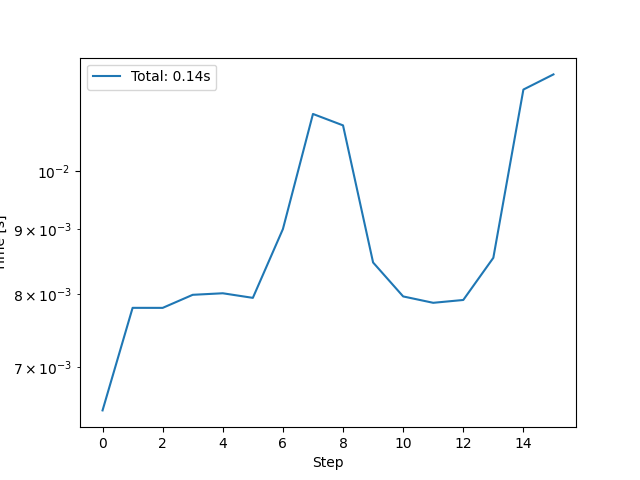 Total: 0.14s
10⁻²
9 × 10⁻³
8 × 10⁻³
7 × 10⁻³
[s]
0 2 4 6 8 10 12 14
Step